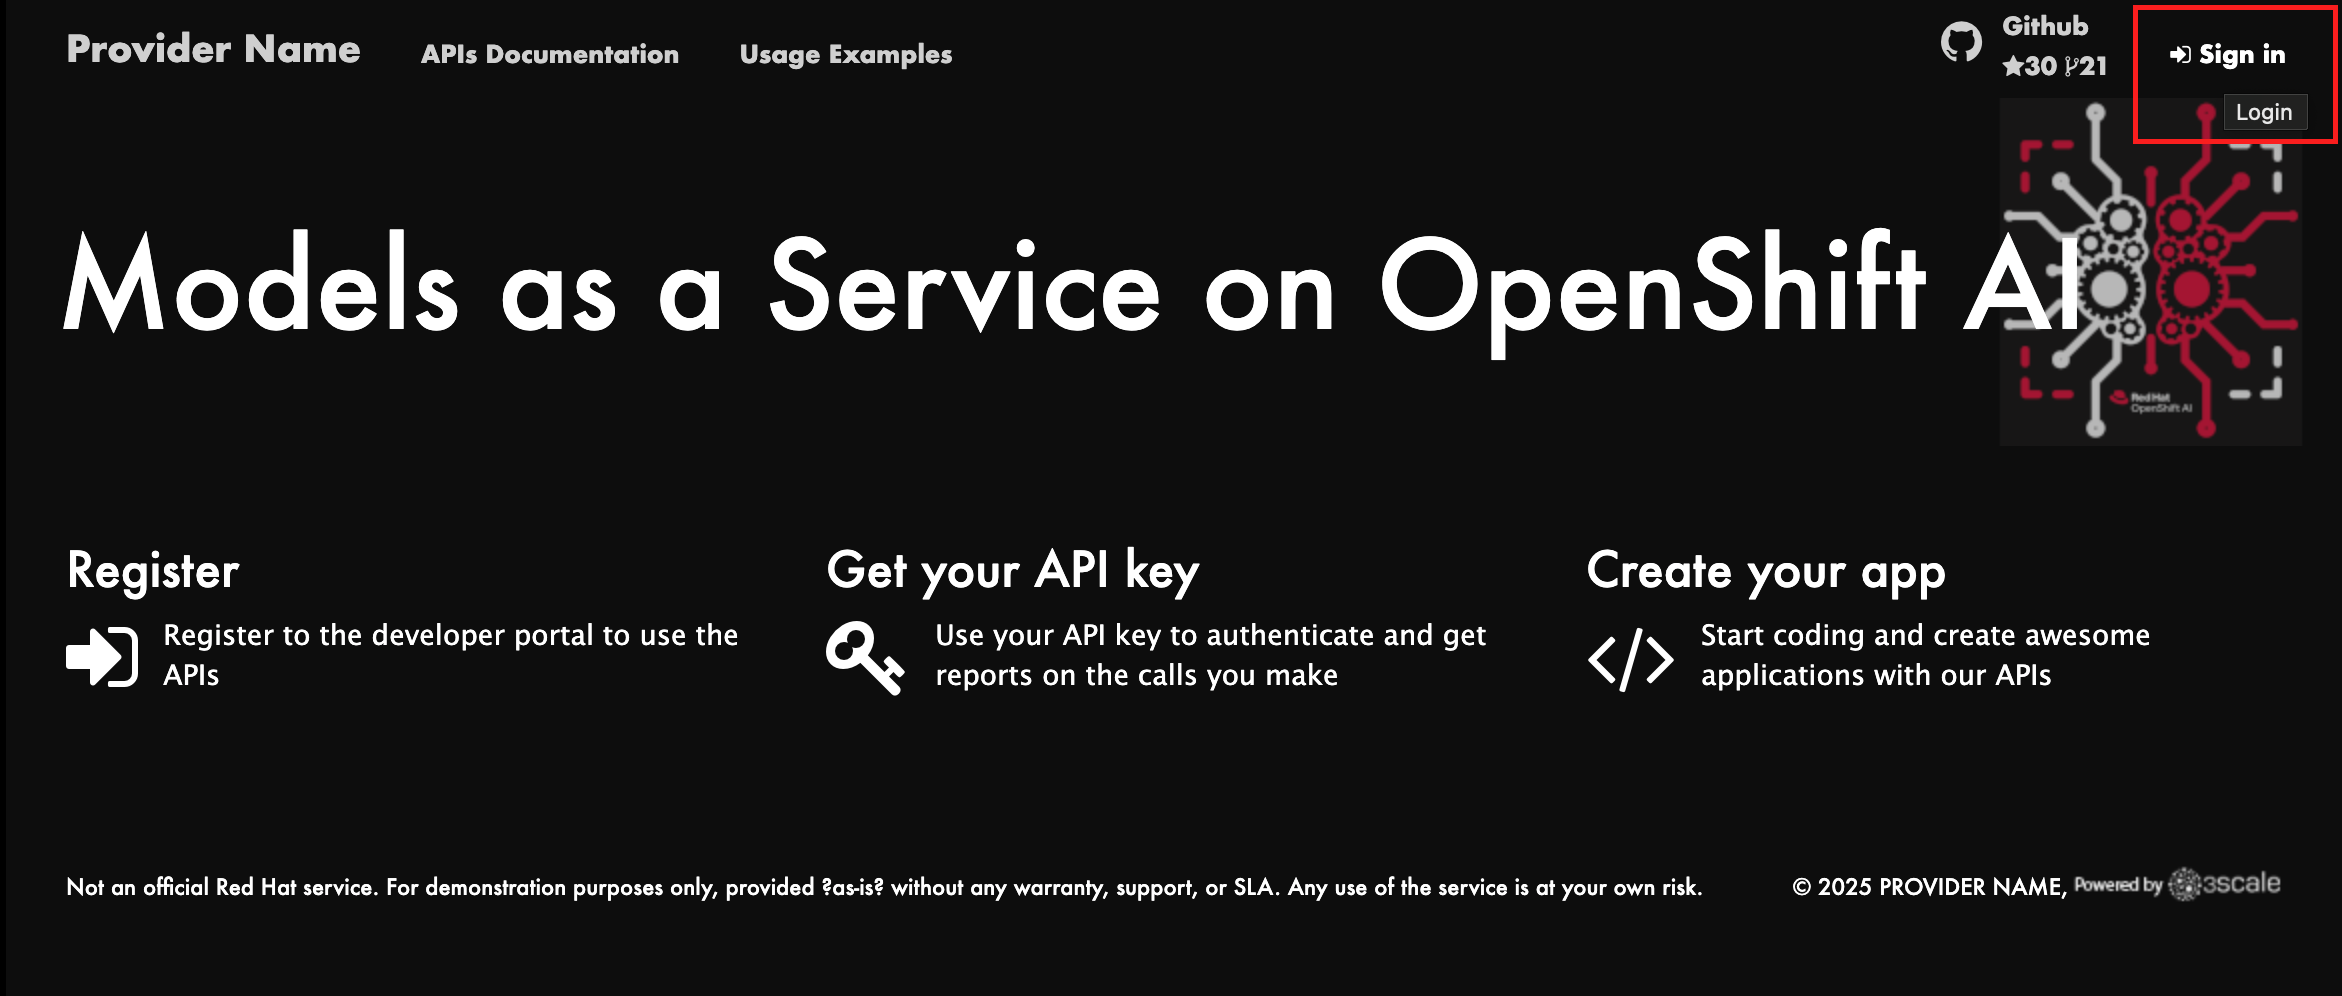 Provider Name
APIs Documentation
Usage Examples
Github
30 21
Sign in
Login
Models as a Service on OpenShift AI
Red Hat
OpenShift AI
Register
Register to the developer portal to use the
APIs
Get your API key
Use your API key to authenticate and get
reports on the calls you make
Create your app
Start coding and create awesome
applications with our APIs
Not an official Red Hat service. For demonstration purposes only, provided ?as-is? without any warranty, support, or SLA. Any use of the service is at your own risk.
© 2025 PROVIDER NAME, Powered by 3scale